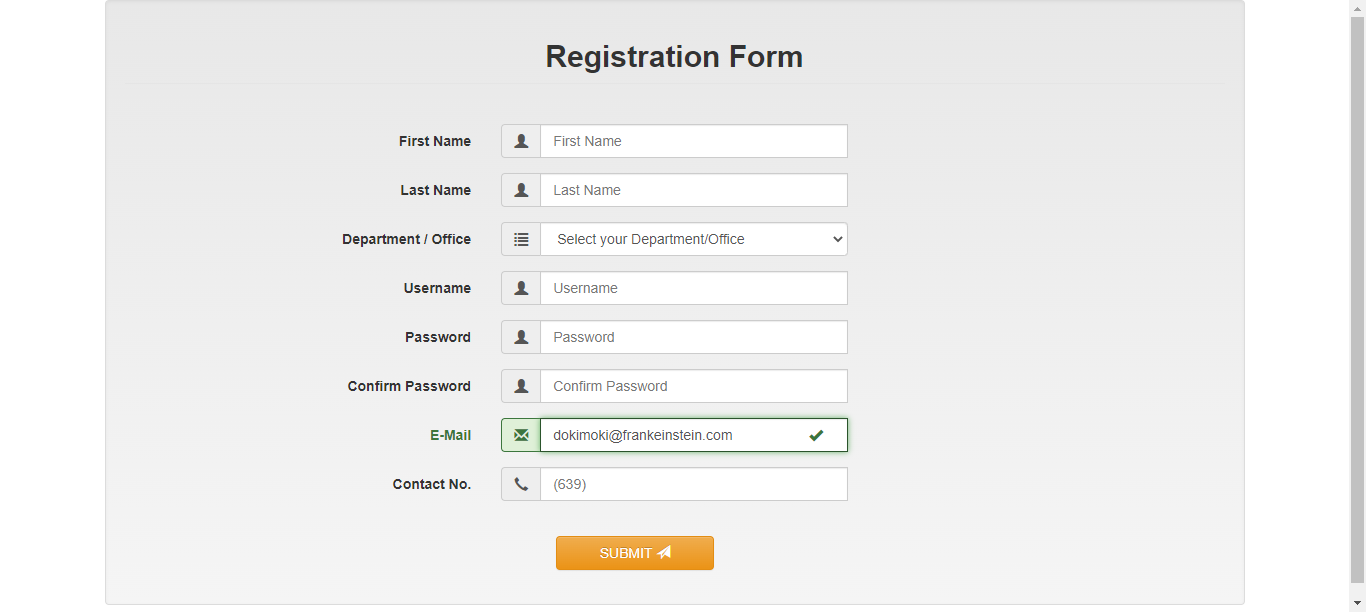 Registration Form
First Name First Name
Last Name Last Name
Department / Office Select your Department/Office
Username Username
Password Password
Confirm Password Confirm Password
E-Mail dokimoki@frankeinstein.com
Contact No. (639)
SUBMIT